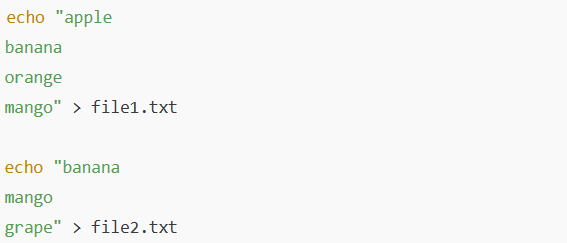 echo "apple
banana
orange
mango" > file1.txt
echo "banana
mango
grape" > file2.txt